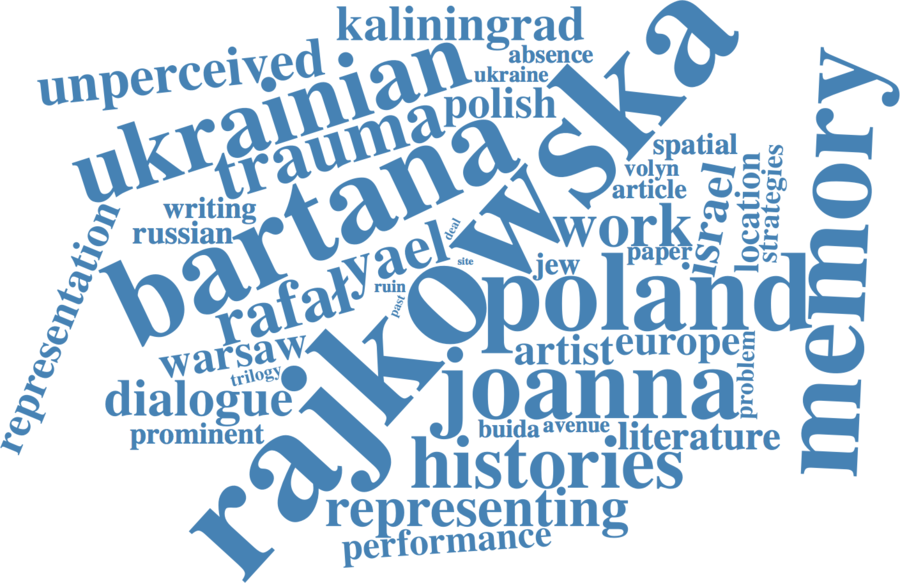 kaliningrad
absence
unperceived
ukrainian
ukraine
polish
trauma
bartana
rajkowska
memory
spatial
volyn
article
israel
location
strategies
representation
writing
russian
yael
deal
work
paper
rafał
site
ruin
past
jew
poland
warsaw
trilogy
artist
europe
problem
joanna
dialogue
prominent
buida
avenue
literature
histories
representing
performance